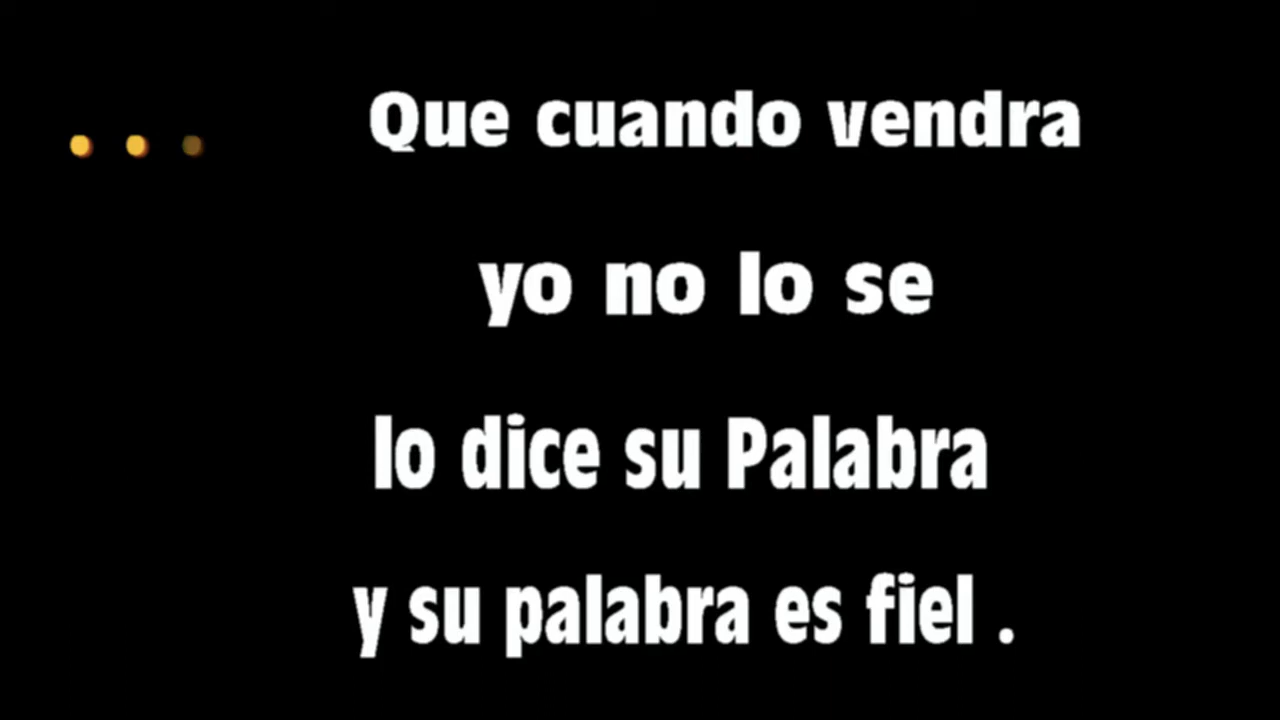 Que cuando vendra
yo no lo se
lo dice su Palabra
y su palabra es fiel .